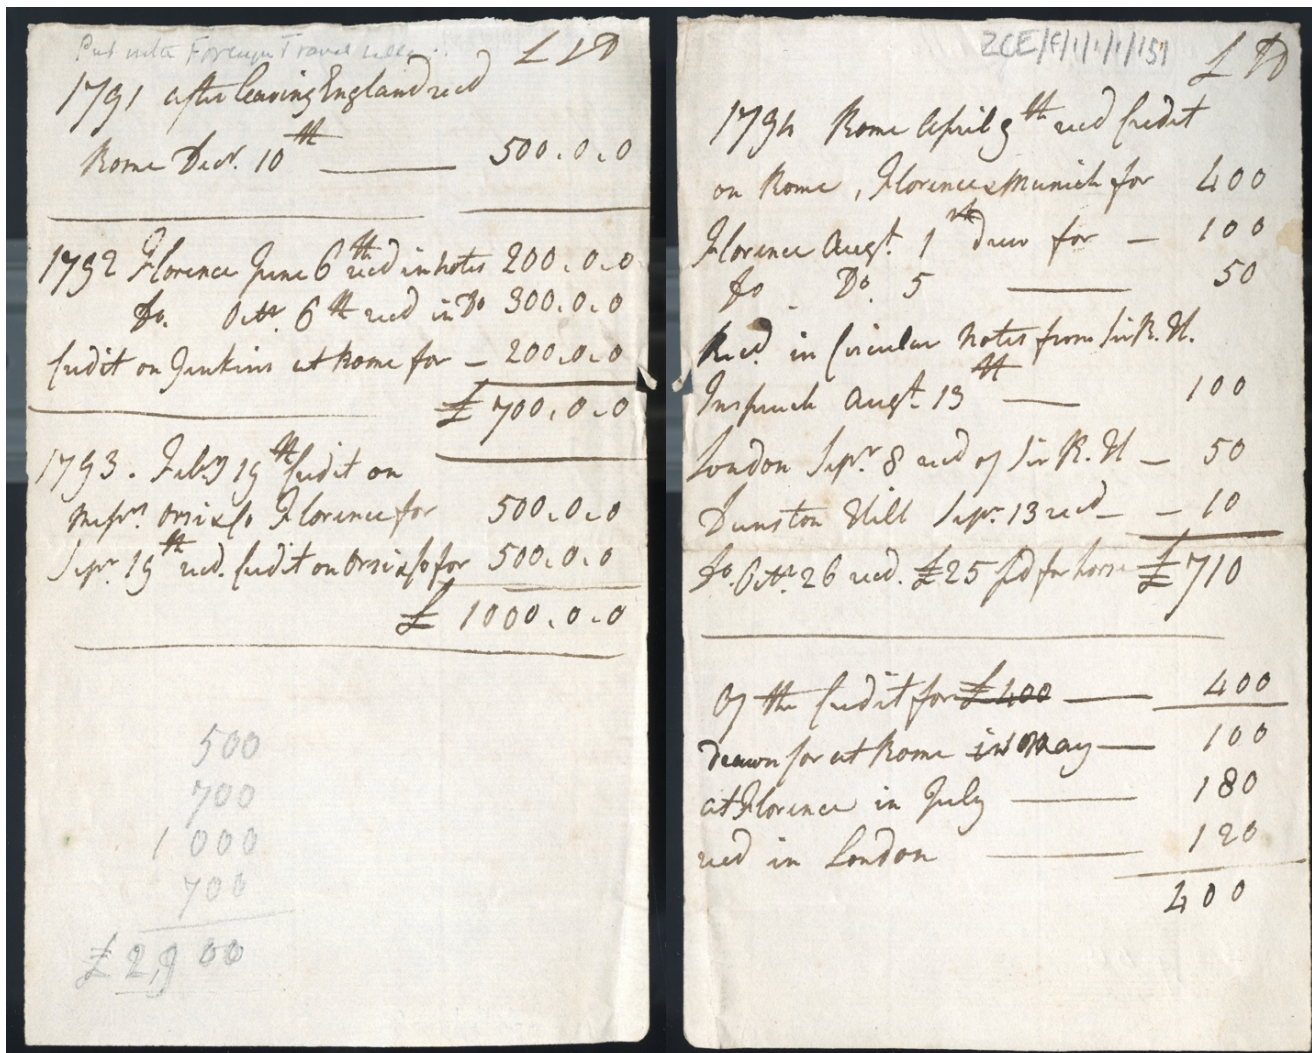 Put with Foreign Travel
£ s D
1791 after leaving England recd
Rome Decr. 10th — 500.0.0
1792 Florence June 6th recd in notes 200.0.0
Do. Octr. 6th recd in Do 300.0.0
Credit on Jenkins at Rome for — 200.0.0
£ 700.0.0
1793. Feby 19th Credit on
Messrs. Orsi & Co Florence for 500.0.0
Sepr. 19th recd. Credit on Orsi & Co for 500.0.0
£ 1000.0.0
500
700
1000
700
£2,900
ZCE/F/1/1/1/157
£ D
1794 Rome April 9th recd Credit
on Rome, Florence & Munich for 400
Florence Augt. 1st drew for — 100
Do Do. 5 — 50
Recd. in Circular Notes from Sir R. H.
Inspruck Augt. 13th — 100
London Sepr. 8 recd of Sir R. H — 50
Dunston Hill Sepr. 13 recd — 10
Do. Octr. 26 recd. £25 pd for horse £710
Of the Credit for £400 — 400
drawn for at Rome in May — 100
at Florence in July — 180
recd in London — 120
400